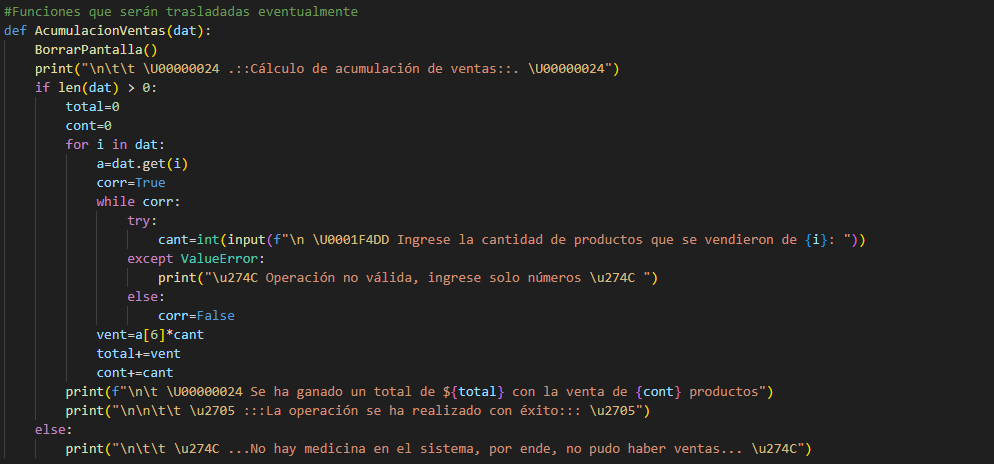 #Funciones que serán trasladadas eventualmente
def AcumulacionVentas(dat):
    BorrarPantalla()
    print("\n\t\t \U00000024 .::Cálculo de acumulación de ventas::. \U00000024")
    if len(dat) > 0:
        total=0
        cont=0
        for i in dat:
            a=dat.get(i)
            corr=True
            while corr:
                try:
                    cant=int(input(f"\n \U0001F4DD Ingrese la cantidad de productos que se vendieron de {i}: "))
                except ValueError:
                    print("\u274C Operación no válida, ingrese solo números \u274C ")
                else:
                    corr=False
            vent=a[6]*cant
            total+=vent
            cont+=cant
        print(f"\n\t \U00000024 Se ha ganado un total de ${total} con la venta de {cont} productos")
        print("\n\n\t\t \u2705 :::La operación se ha realizado con éxito::: \u2705")
    else:
        print("\n\t\t \u274C ...No hay medicina en el sistema, por ende, no pudo haber ventas... \u274C")